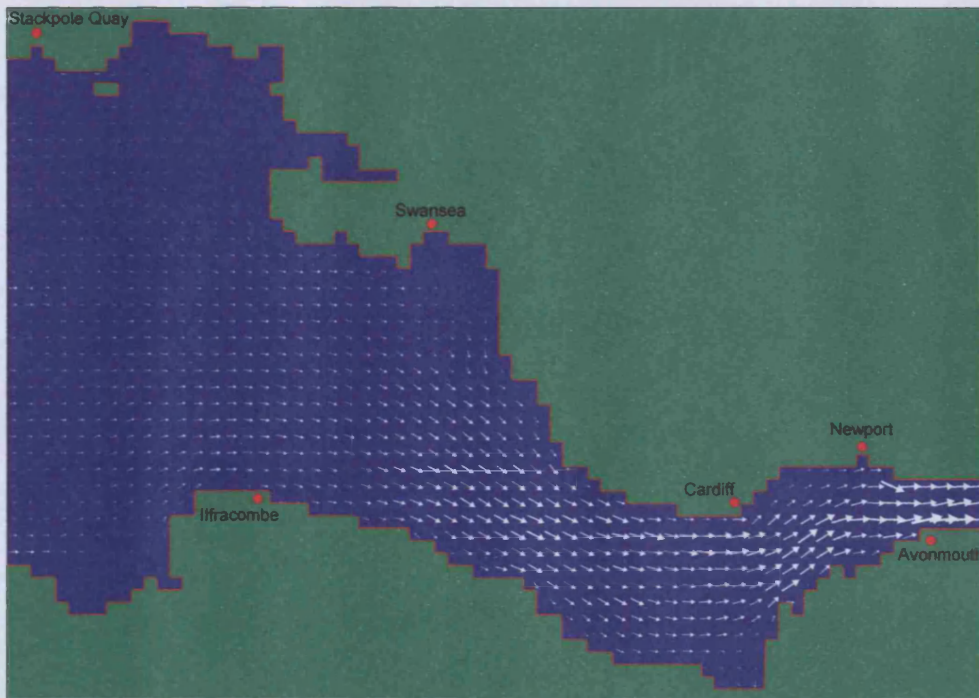 Stackpole Quay
Swansea
Newport
Cardiff
Ilfracombe
Avonmouth